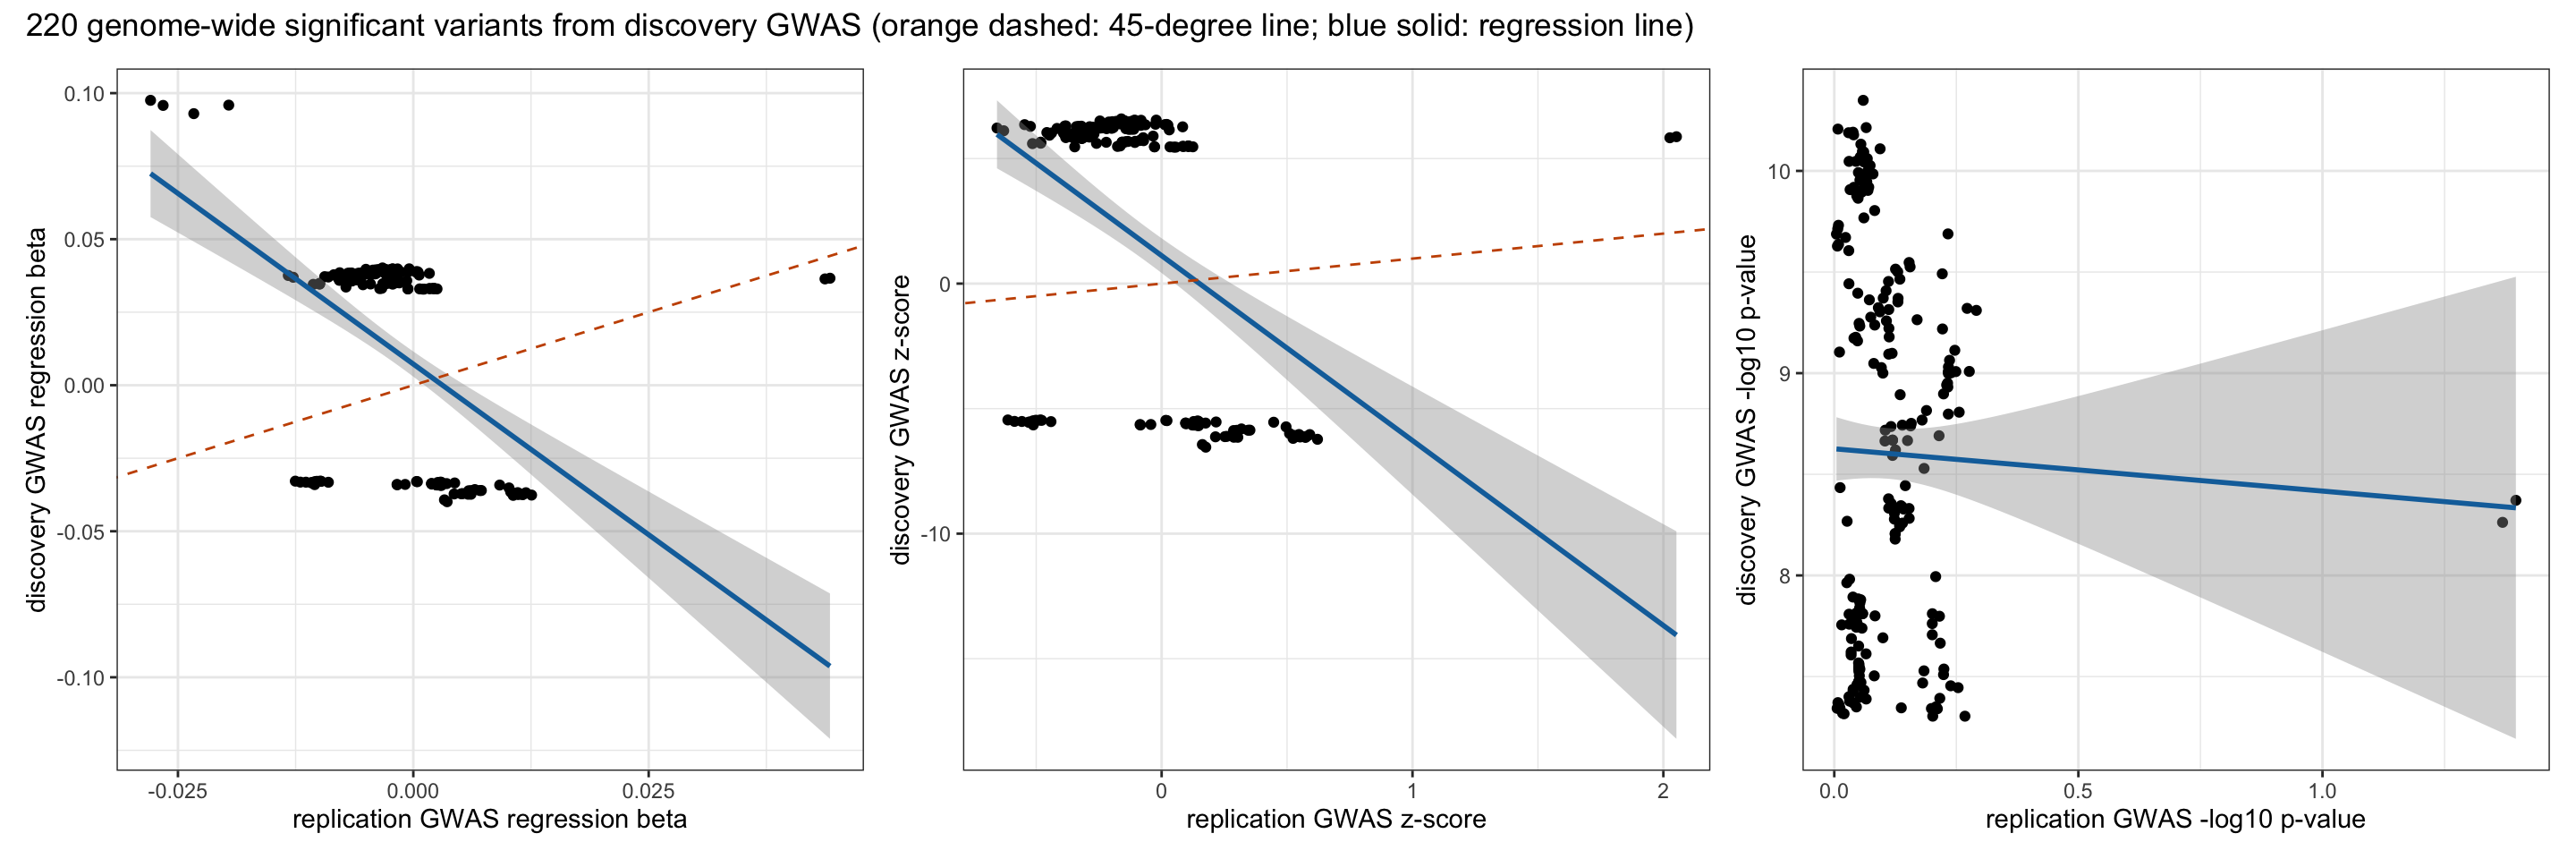 220 genome-wide significant variants from discovery GWAS (orange dashed: 45-degree line; blue solid: regression line)
discovery GWAS regression beta
0.10
0.05
0.00
-0.05
-0.10
-0.025 0.000 0.025
replication GWAS regression beta
discovery GWAS z-score
0
-10
0 1 2
replication GWAS z-score
discovery GWAS -log10 p-value
10
9
8
0.0 0.5 1.0
replication GWAS -log10 p-value